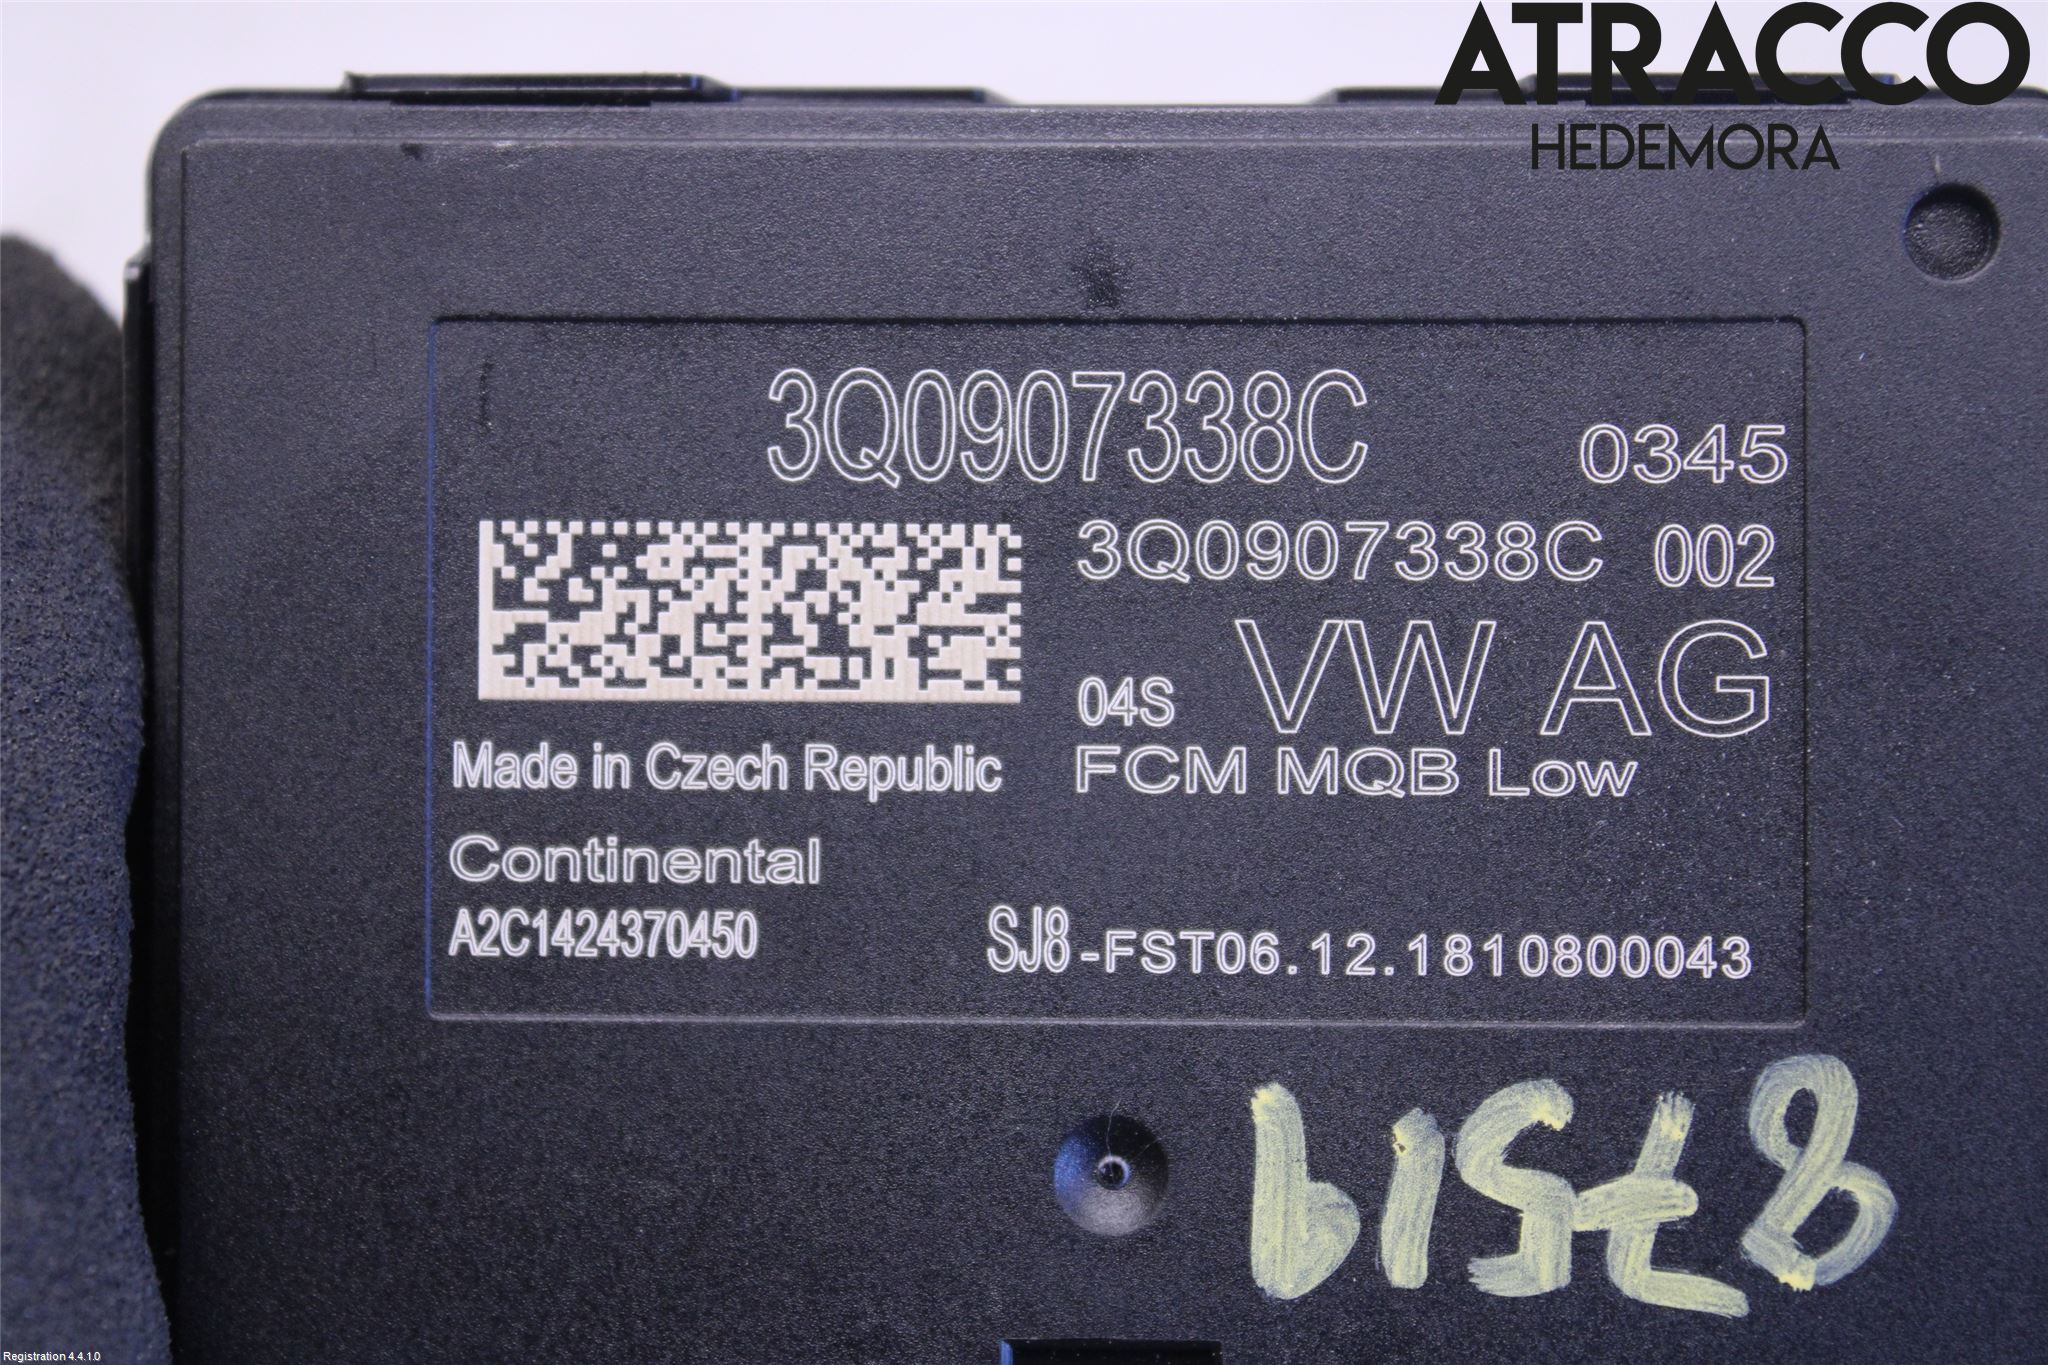 ATRACCO
HEDEMORA
3Q0907338C
0345
3Q0907338C 002
04S VW AG
Made in Czech Republic
FCM MQB Low
Continental
A2C1424370450
SJ8-FST06.12.1810800043
Registration 4.4.1.0